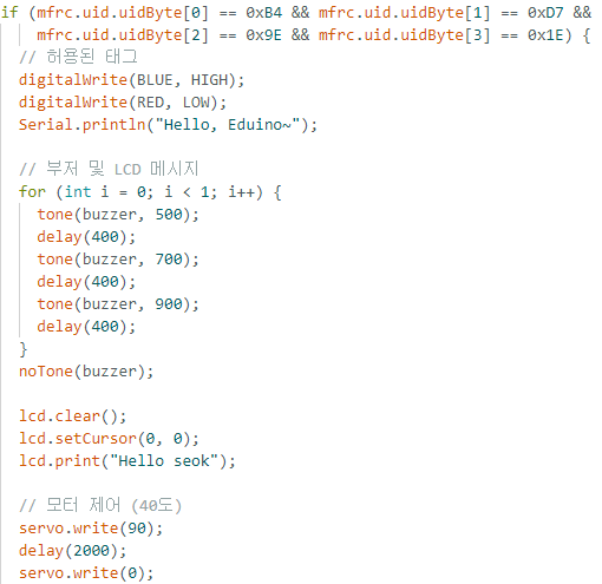 if (mfrc.uid.uidByte[0] == 0xB4 && mfrc.uid.uidByte[1] == 0xD7 &&
    mfrc.uid.uidByte[2] == 0x9E && mfrc.uid.uidByte[3] == 0x1E) {
  // 허용된 태그
  digitalWrite(BLUE, HIGH);
  digitalWrite(RED, LOW);
  Serial.println("Hello, Eduino~");

  // 부저 및 LCD 메시지
  for (int i = 0; i < 1; i++) {
    tone(buzzer, 500);
    delay(400);
    tone(buzzer, 700);
    delay(400);
    tone(buzzer, 900);
    delay(400);
  }
  noTone(buzzer);

  lcd.clear();
  lcd.setCursor(0, 0);
  lcd.print("Hello seok");

  // 모터 제어 (40도)
  servo.write(90);
  delay(2000);
  servo.write(0);